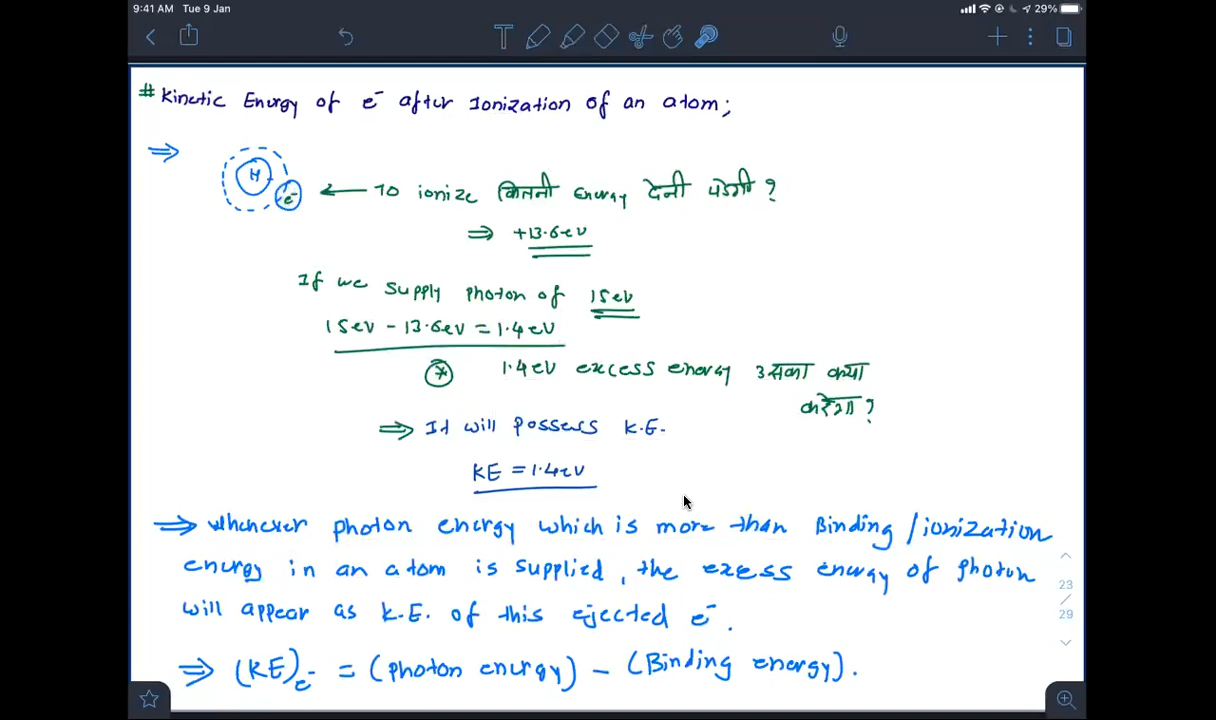 9:41 AM Tue 9 Jan
29%
# Kinetic Energy of e⁻ after Ionization of an atom;
⇒ H e⁻ ← To ionize कितनी energy देनी पडेगी ?
⇒ +13.6eV
If we supply photon of 15eV
15eV - 13.6eV = 1.4eV
* 1.4eV excess energy उसका क्या
करेगा ?
⇒ It will possess K.E.
KE = 1.4eV
⇒ Whenever photon energy which is more than Binding /ionization
energy in an atom is supplied, the exess energy of photon
will appear as K.E. of this ejected e⁻.
⇒ (KE)e⁻ = (photon energy) - (Binding energy).
23
/
29